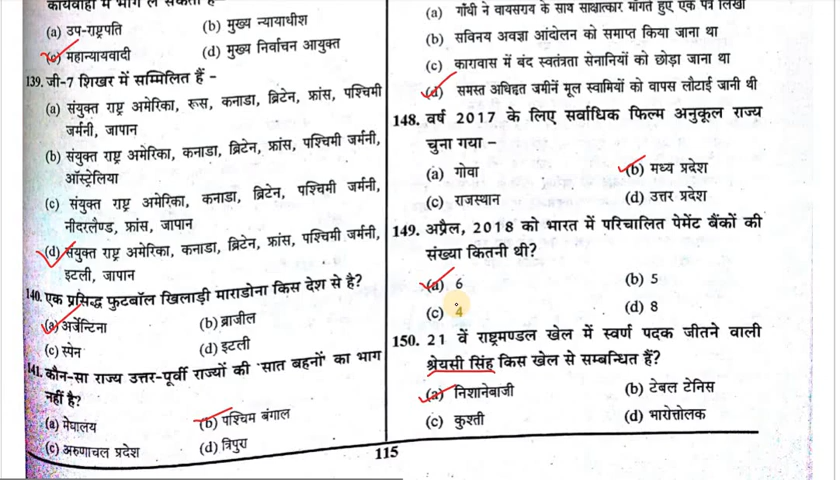 कार्यवाही में भाग ले सकता है
(a) उप-राष्ट्रपति (b) मुख्य न्यायाधीश
(c) महान्यायवादी (d) मुख्य निर्वाचन आयुक्त
139. जी-7 शिखर में सम्मिलित हैं -
(a) संयुक्त राष्ट्र अमेरिका, रूस, कनाडा, ब्रिटेन, फ्रांस, पश्चिमी
जर्मनी, जापान
(b) संयुक्त राष्ट्र अमेरिका, कनाडा, ब्रिटेन, फ्रांस, पश्चिमी जर्मनी,
ऑस्ट्रेलिया
(c) संयुक्त राष्ट्र अमेरिका, कनाडा, ब्रिटेन, पश्चिमी जर्मनी,
नीदरलैण्ड, फ्रांस, जापान
(d) संयुक्त राष्ट्र अमेरिका, कनाडा, ब्रिटेन, फ्रांस, पश्चिमी जर्मनी,
इटली, जापान
140. एक प्रसिद्ध फुटबॉल खिलाड़ी माराडोना किस देश से है?
(a) अर्जेन्टिना (b) ब्राजील
(c) स्पेन (d) इटली
141. कौन-सा राज्य उत्तर-पूर्वी राज्यों की 'सात बहनों' का भाग
नहीं है?
(a) मेघालय (b) पश्चिम बंगाल
(c) अरुणाचल प्रदेश (d) त्रिपुरा
(a) गाँधी ने वायसराय के साथ साक्षात्कार माँगते हुए एक पत्र लिखा
(b) सविनय अवज्ञा आंदोलन को समाप्त किया जाना था
(c) कारावास में बंद स्वतंत्रता सेनानियों को छोड़ा जाना था
(d) समस्त अधिहृत जमीनें मूल स्वामियों को वापस लौटाई जानी थी
148. वर्ष 2017 के लिए सर्वाधिक फिल्म अनुकूल राज्य
चुना गया -
(a) गोवा (b) मध्य प्रदेश
(c) राजस्थान (d) उत्तर प्रदेश
149. अप्रैल, 2018 को भारत में परिचालित पेमेंट बैंकों की
संख्या कितनी थी?
(a) 6 (b) 5
(c) 4 (d) 8
150. 21 वें राष्ट्रमण्डल खेल में स्वर्ण पदक जीतने वाली
श्रेयसी सिंह किस खेल से सम्बन्धित हैं?
(a) निशानेबाजी (b) टेबल टेनिस
(c) कुश्ती (d) भारोत्तोलक
115